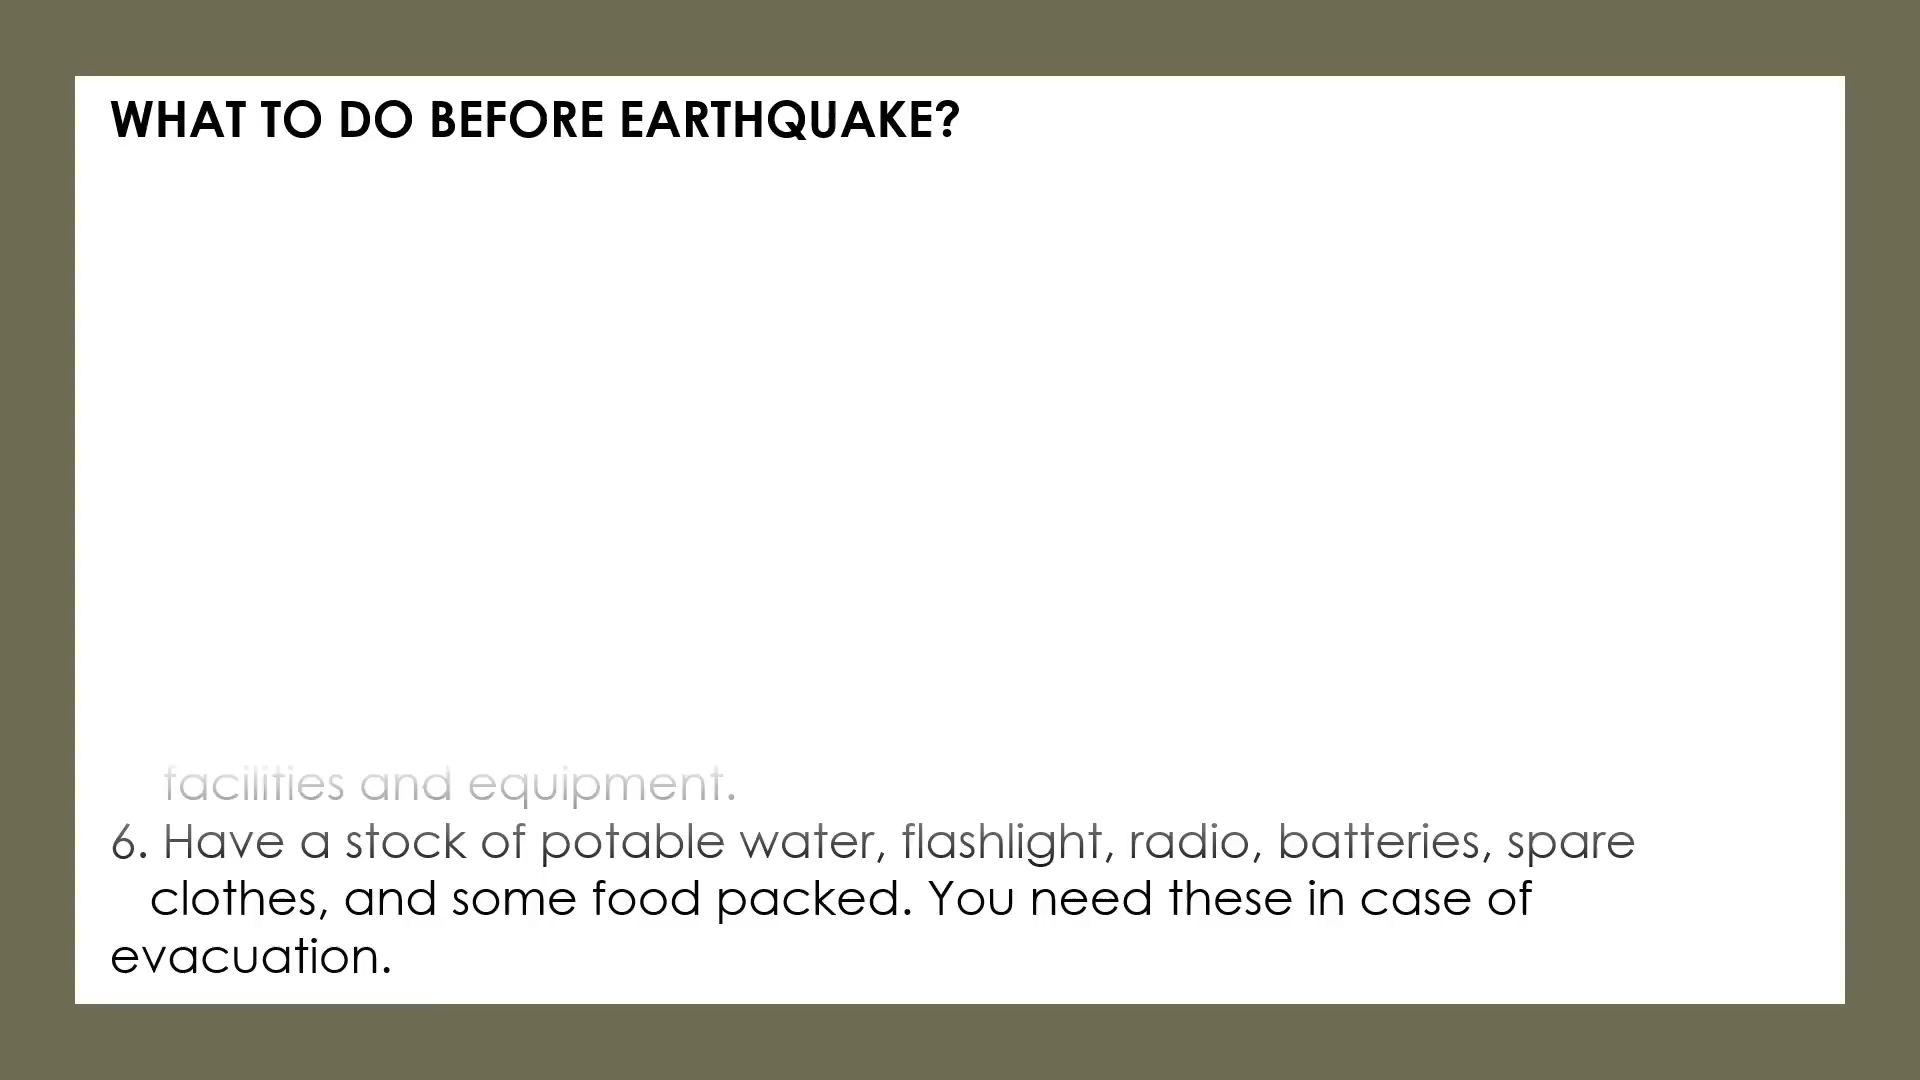 WHAT TO DO BEFORE EARTHQUAKE?
facilities and equipment.
6. Have a stock of potable water, flashlight, radio, batteries, spare
clothes, and some food packed. You need these in case of
evacuation.